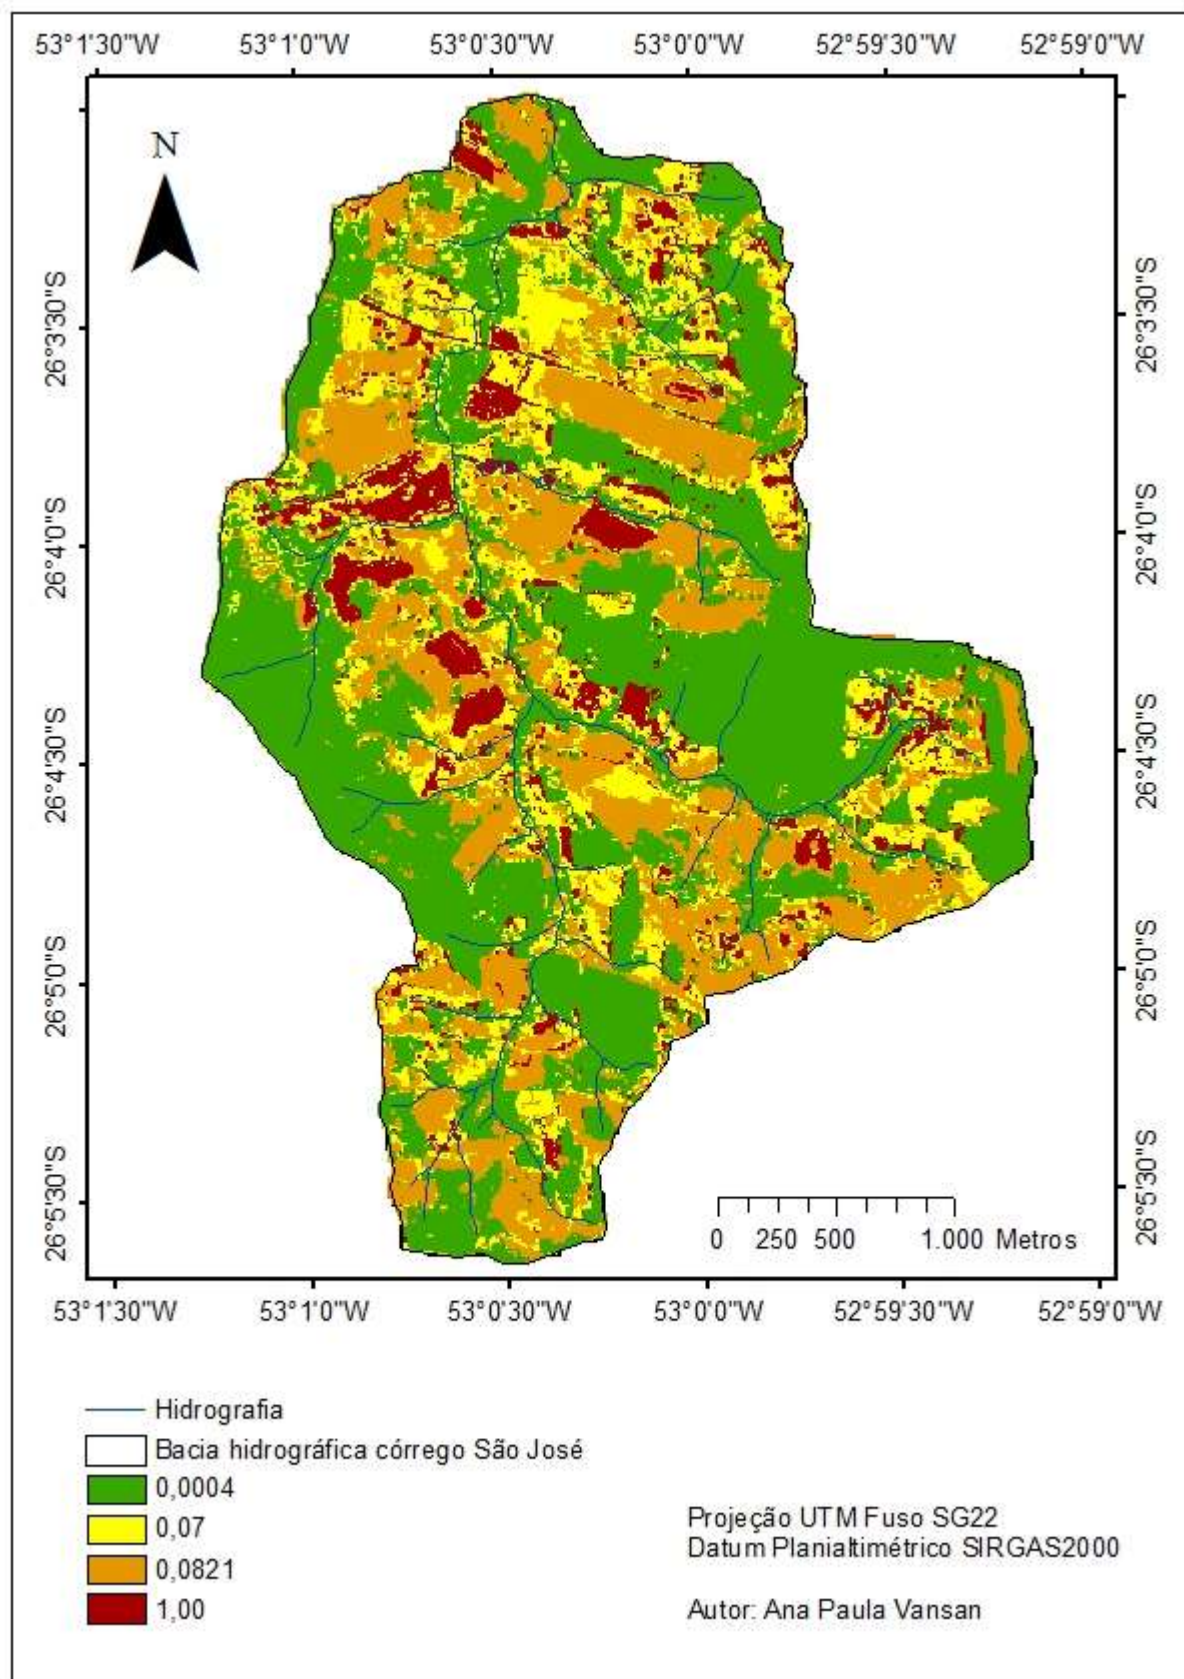 53°1'30"W 53°1'0"W 53°0'30"W 53°0'0"W 52°59'30"W 52°59'0"W
N
26°3'30"S 26°3'30"S
26°4'0"S 26°4'0"S
26°4'30"S 26°4'30"S
26°5'0"S 26°5'0"S
26°5'30"S 26°5'30"S
0 250 500 1.000 Metros
53°1'30"W 53°1'0"W 53°0'30"W 53°0'0"W 52°59'30"W 52°59'0"W
Hidrografia
Bacia hidrográfica córrego São José
0,0004
0,07
0,0821
1,00
Projeção UTM Fuso SG22
Datum Planialtimétrico SIRGAS2000
Autor: Ana Paula Vansan